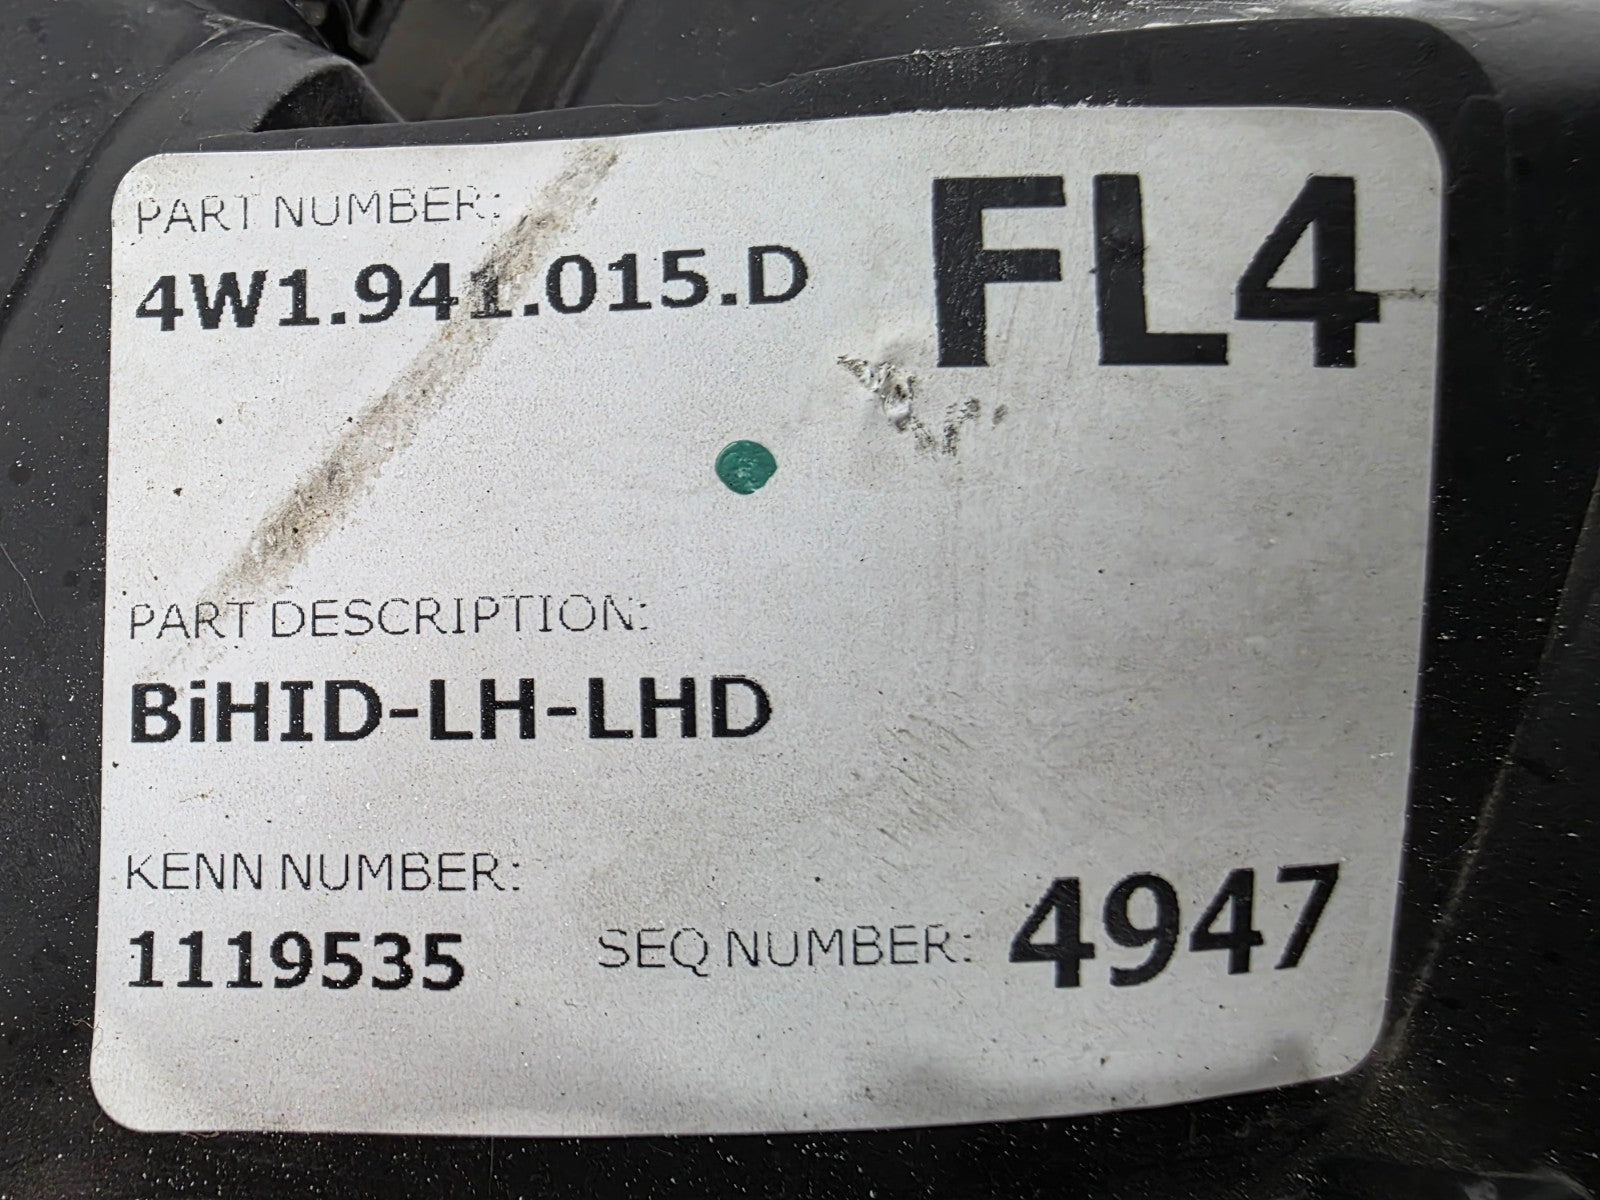 PART NUMBER:
4W1.941.015.D
FL4
PART DESCRIPTION:
BiHID-LH-LHD
KENN NUMBER:
1119535
SEQ NUMBER: 4947